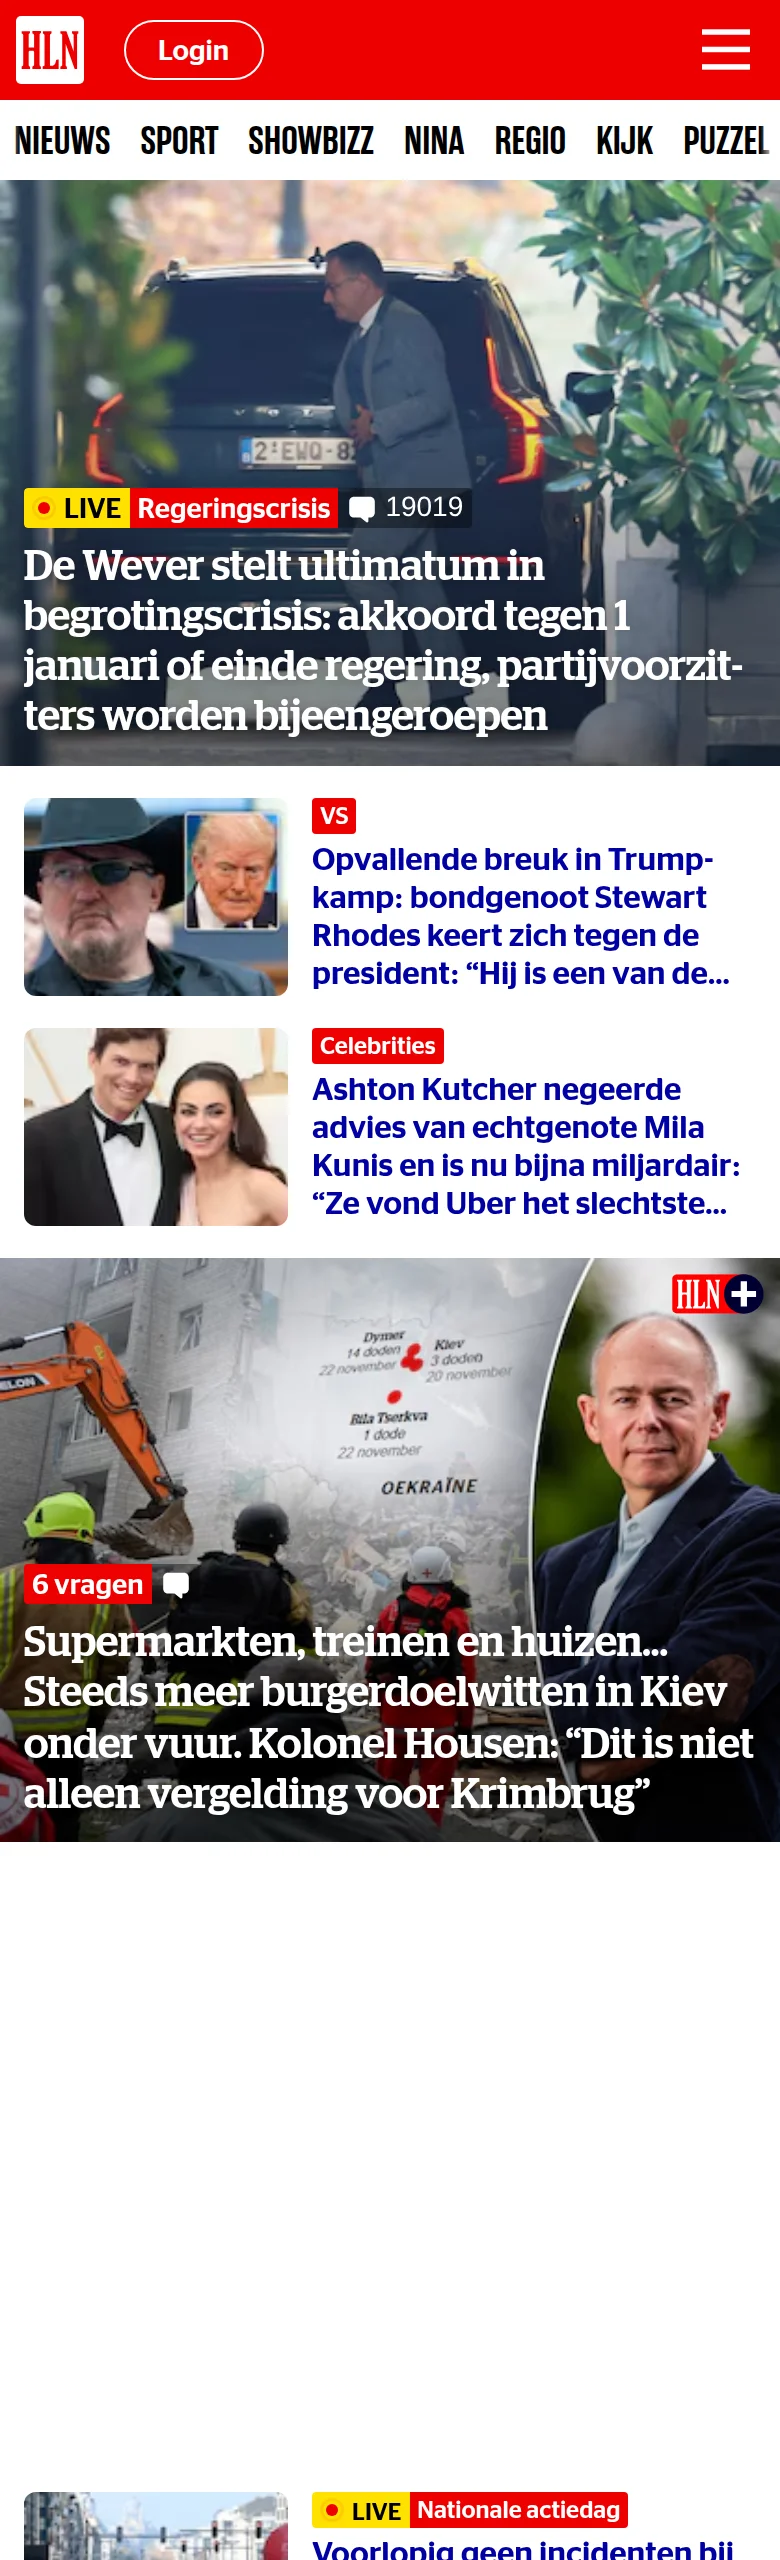 HLN
Login
NIEUWS SPORT SHOWBIZZ NINA REGIO KIJK PUZZEL
LIVE Regeringscrisis 19019
De Wever stelt ultimatum in
begrotingscrisis: akkoord tegen 1
januari of einde regering, partijvoorzit-
ters worden bijeengeroepen
VS
Opvallende breuk in Trump-
kamp: bondgenoot Stewart
Rhodes keert zich tegen de
president: “Hij is een van de...
Celebrities
Ashton Kutcher negeerde
advies van echtgenote Mila
Kunis en is nu bijna miljardair:
“Ze vond Uber het slechtste...
HLN+
Dymer
14 doden
22 november
Kiev
3 doden
20 november
Bila Tserkva
1 dode
22 november
OEKRAÏNE
6 vragen
Supermarkten, treinen en huizen...
Steeds meer burgerdoelwitten in Kiev
onder vuur. Kolonel Housen: “Dit is niet
alleen vergelding voor Krimbrug”
LIVE Nationale actiedag
Voorlopig geen incidenten bij